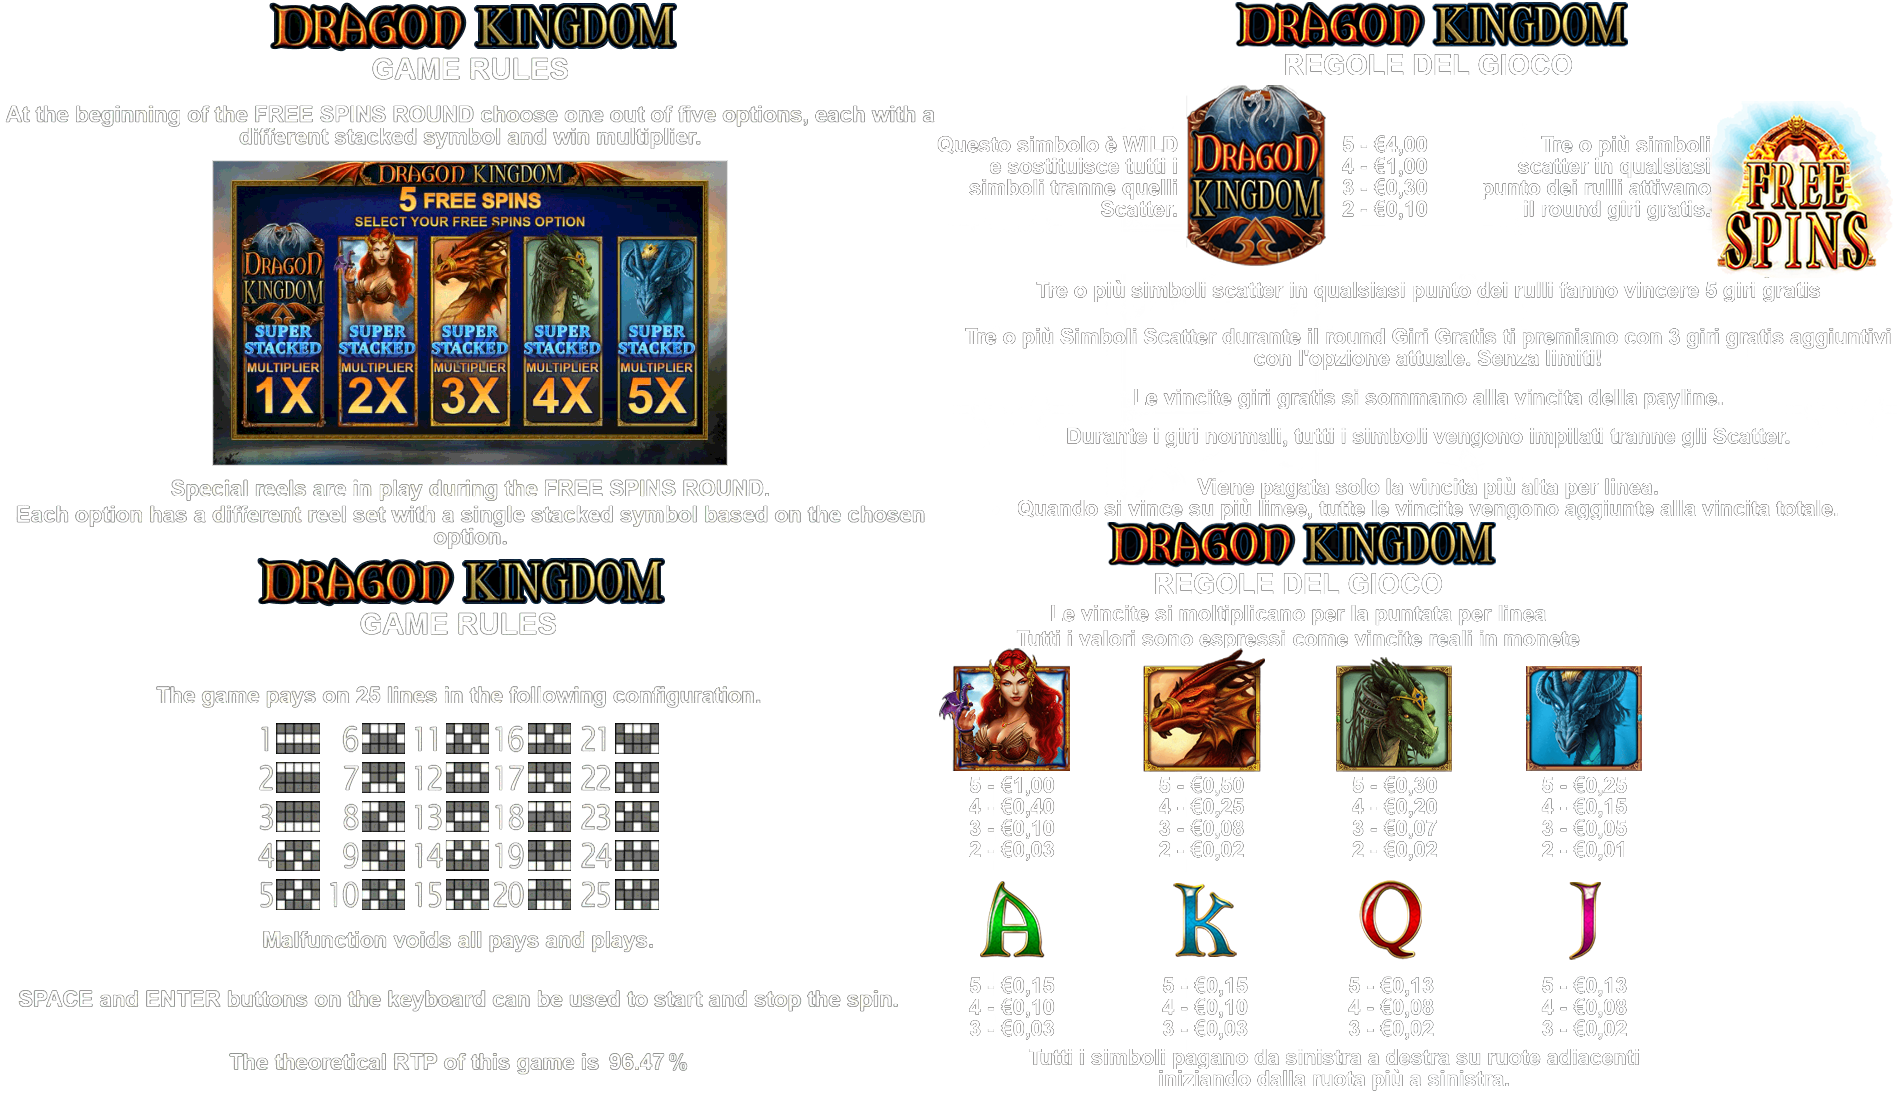 DRAGON KINGDOM
GAME RULES
At the beginning of the FREE SPINS ROUND choose one out of five options, each with a
different stacked symbol and win multiplier.
DRAGON KINGDOM
5 FREE SPINS
SELECT YOUR FREE SPINS OPTION
DRAGON
KINGDOM
SUPER STACKED MULTIPLIER 1X
SUPER STACKED MULTIPLIER 2X
SUPER STACKED MULTIPLIER 3X
SUPER STACKED MULTIPLIER 4X
SUPER STACKED MULTIPLIER 5X
Special reels are in play during the FREE SPINS ROUND.
Each option has a different reel set with a single stacked symbol based on the chosen
option.
DRAGON KINGDOM
GAME RULES
The game pays on 25 lines in the following configuration.
1 6 11 16 21
2 7 12 17 22
3 8 13 18 23
4 9 14 19 24
5 10 15 20 25
Malfunction voids all pays and plays.
SPACE and ENTER buttons on the keyboard can be used to start and stop the spin.
The theoretical RTP of this game is 96.47 %
DRAGON KINGDOM
REGOLE DEL GIOCO
Questo simbolo è WILD
e sostituisce tutti i
simboli tranne quelli
Scatter.
DRAGON
KINGDOM
5 - €4,00
4 - €1,00
3 - €0,30
2 - €0,10
Tre o più simboli
scatter in qualsiasi
punto dei rulli attivano
il round giri gratis.
FREE
SPINS
Tre o più simboli scatter in qualsiasi punto dei rulli fanno vincere 5 giri gratis
Tre o più Simboli Scatter durante il round Giri Gratis ti premiano con 3 giri gratis aggiuntivi
con l'opzione attuale. Senza limiti!
Le vincite giri gratis si sommano alla vincita della payline.
Durante i giri normali, tutti i simboli vengono impilati tranne gli Scatter.
Viene pagata solo la vincita più alta per linea.
Quando si vince su più linee, tutte le vincite vengono aggiunte alla vincita totale.
DRAGON KINGDOM
REGOLE DEL GIOCO
Le vincite si moltiplicano per la puntata per linea
Tutti i valori sono espressi come vincite reali in monete
5 - €1,00 5 - €0,50 5 - €0,30 5 - €0,25
4 - €0,40 4 - €0,25 4 - €0,20 4 - €0,15
3 - €0,10 3 - €0,08 3 - €0,07 3 - €0,05
2 - €0,03 2 - €0,02 2 - €0,02 2 - €0,01
A K Q J
5 - €0,15 5 - €0,15 5 - €0,13 5 - €0,13
4 - €0,10 4 - €0,10 4 - €0,08 4 - €0,08
3 - €0,03 3 - €0,03 3 - €0,02 3 - €0,02
Tutti i simboli pagano da sinistra a destra su ruote adiacenti
iniziando dalla ruota più a sinistra.